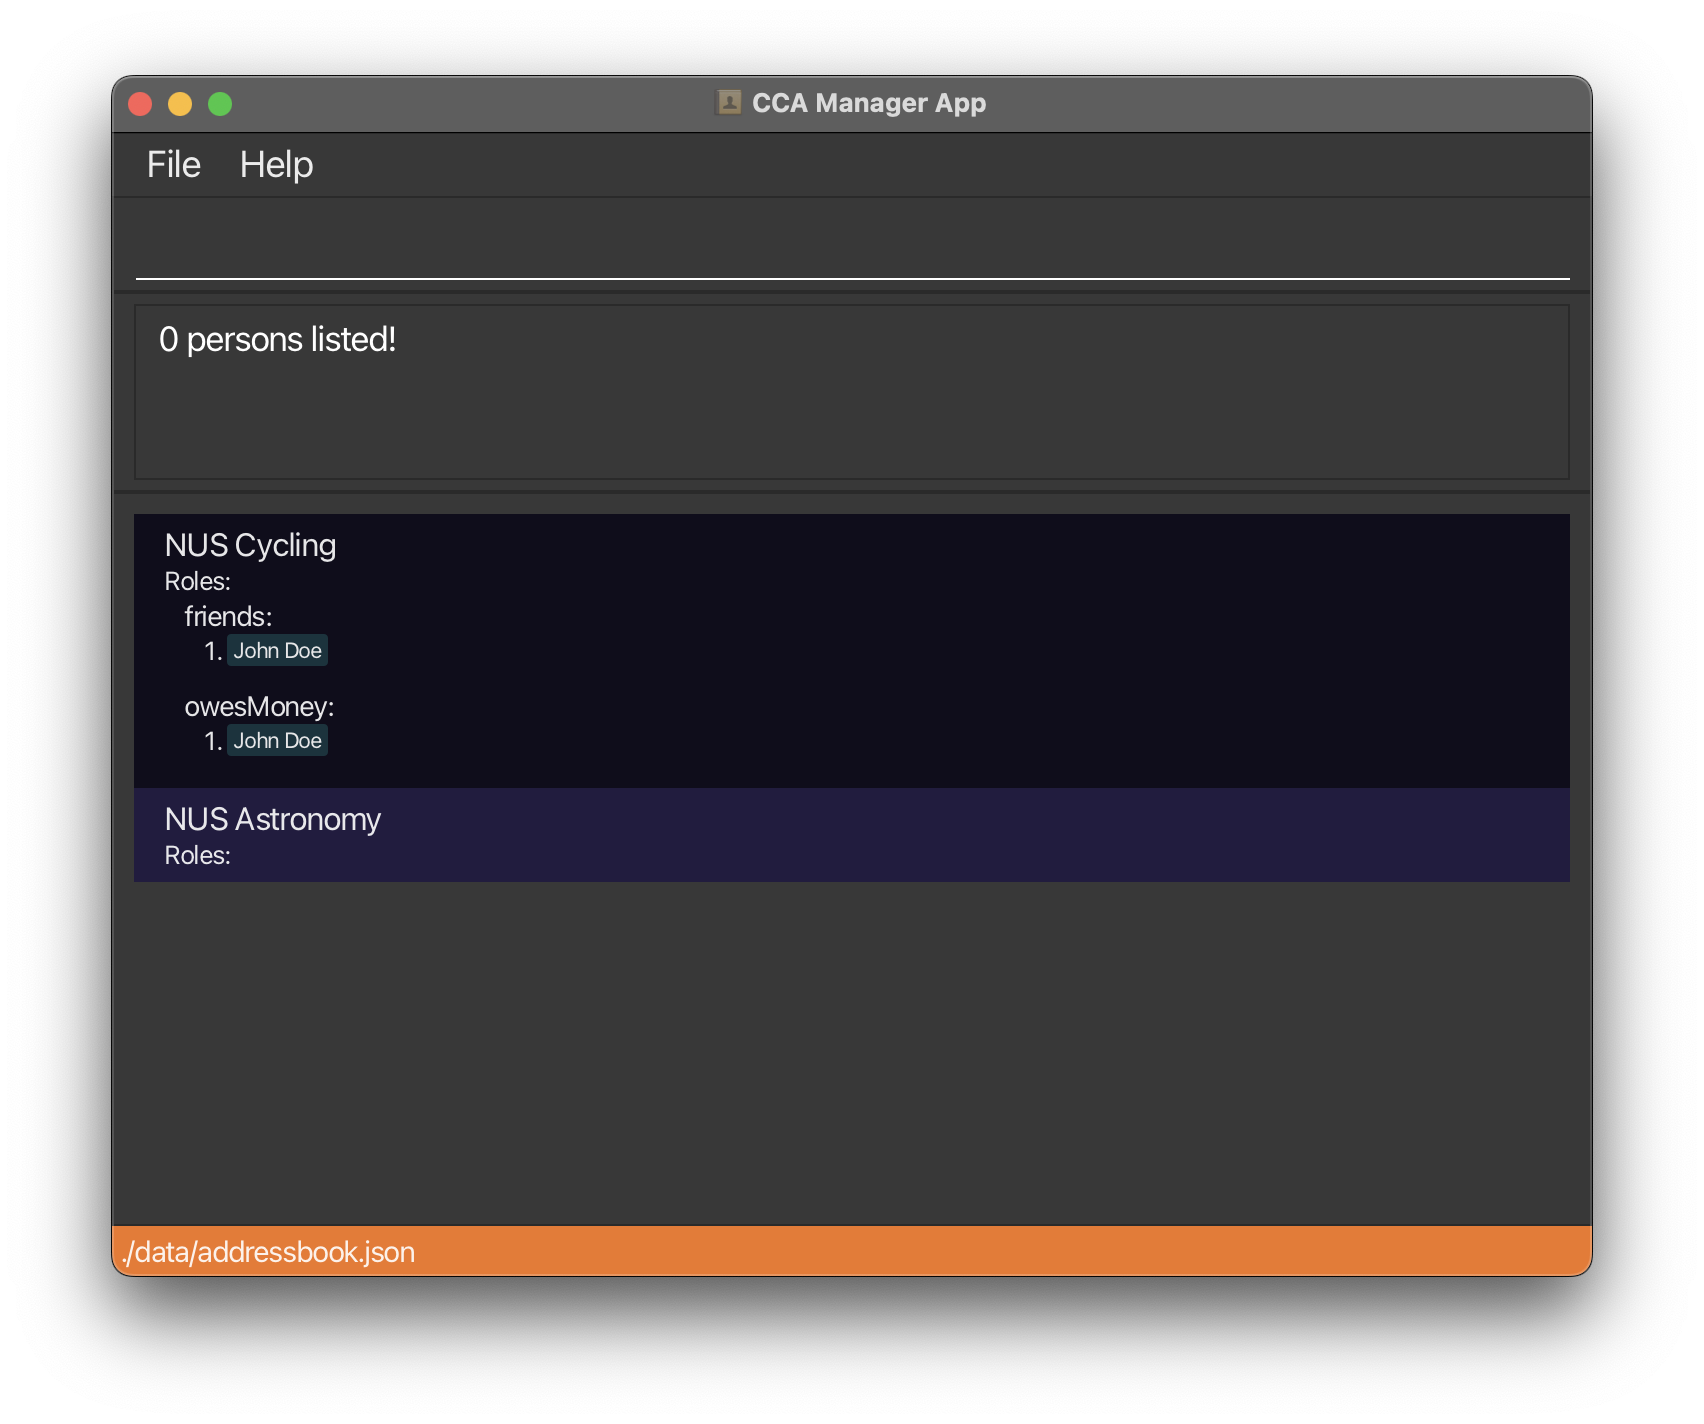 CCA Manager App
File Help
0 persons listed!
NUS Cycling
Roles:
friends:
1. John Doe
owesMoney:
1. John Doe
NUS Astronomy
Roles:
./data/addressbook.json